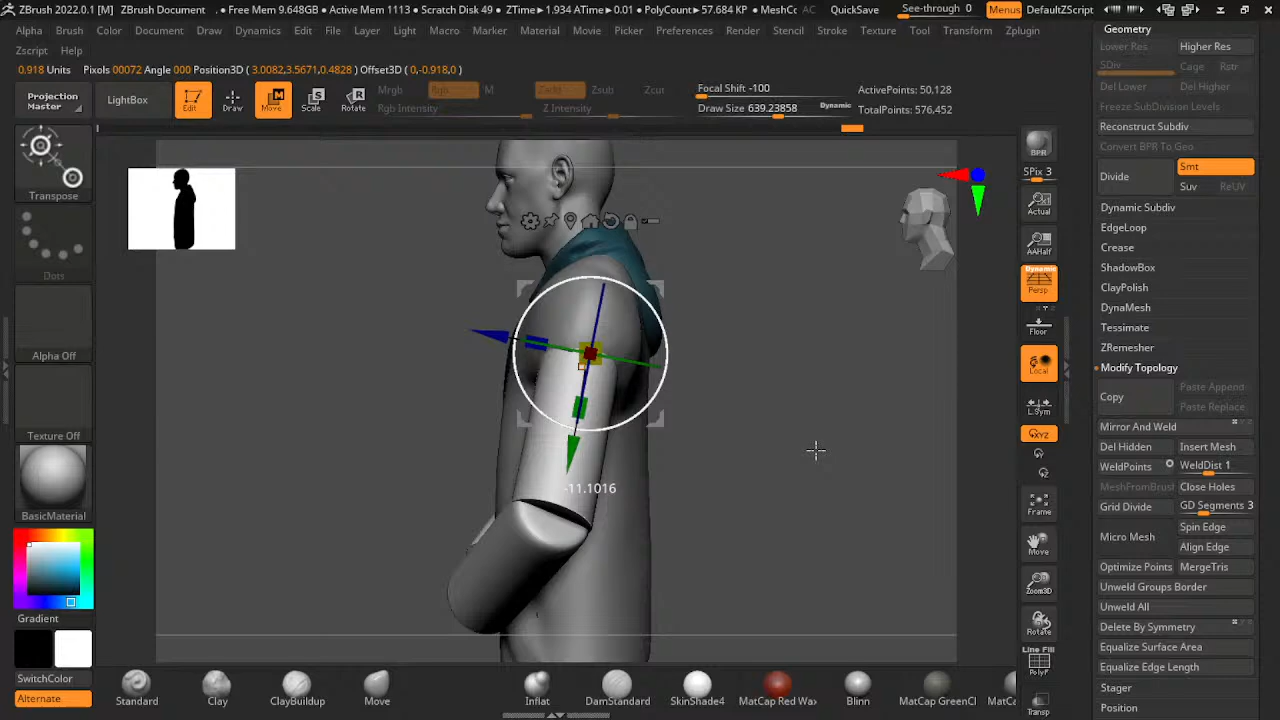 ZBrush 2022.0.1 [M] ZBrush Document . • Free Mem 9.648GB • Active Mem 1113 • Scratch Disk 49 • ZTime ▸ 1.934 ATime ▸ 0.01 • PolyCount ▸ 57.684 KP • MeshCc AC QuickSave See-through 0 Menus DefaultScript
Alpha Brush Color Document Draw Dynamics Edit File Layer Light Macro Marker Material Movie Picker Preferences Render Stencil Stroke Texture Tool Transform Zplugin
Zscript Help
0.918 Units Pixels 00072 Angle 000 Position3D ( 3.0082,3.5671,0.4828 ) Offset3D ( 0,-0.918,0 )
Projection Master
LightBox
Edit
Draw
Move
Scale
Rotate
Mrgb Rgb M
Rgb Intensity
Zadd Zsub Zcut
Z Intensity
Focal Shift -100
Draw Size 639.23858 Dynamic
ActivePoints: 50,128
TotalPoints: 576,452
Transpose
Dots
Alpha Off
Texture Off
BasicMaterial
Gradient
SwitchColor
Alternate
-11.1016
Standard
Clay
ClayBuildup
Move
Inflat
DamStandard
SkinShade4
MatCap Red Wax
Blinn
MatCap GreenCl
MatCa
BPR
SPix 3
Actual
AAHalf
Dynamic
Persp
Floor
Local
L.Sym
XYZ
Frame
Move
Zoom3D
Rotate
Line Fill
PolyF
Transp
Geometry
Lower Res Higher Res
SDiv Cage Rstr
Del Lower Del Higher
Freeze SubDivision Levels
Reconstruct Subdiv
Convert BPR To Geo
Divide Smt
Suv ReUV
Dynamic Subdiv
EdgeLoop
Crease
ShadowBox
ClayPolish
DynaMesh
Tessimate
ZRemesher
Modify Topology
Copy Paste Append
Paste Replace
Mirror And Weld
Del Hidden Insert Mesh
WeldPoints WeldDist 1
MeshFromBrush Close Holes
Grid Divide GD Segments 3
Micro Mesh Spin Edge
Align Edge
Optimize Points MergeTris
Unweld Groups Border
Unweld All
Delete By Symmetry
Equalize Surface Area
Equalize Edge Length
Stager
Position